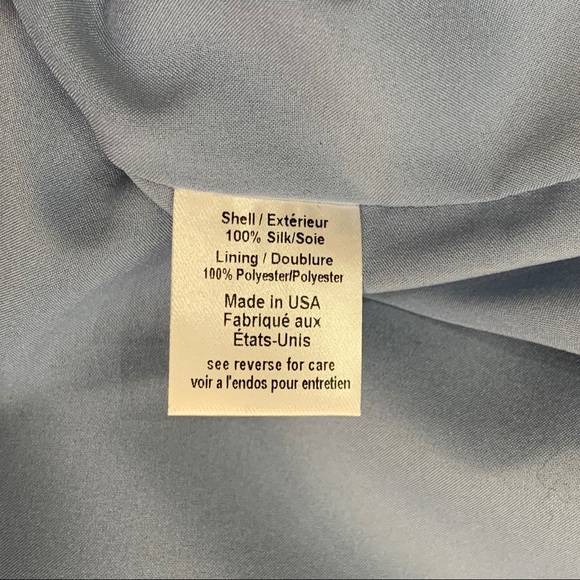 Shell / Extérieur
100% Silk/Soie
Lining / Doublure
100% Polyester/Polyester
Made in USA
Fabriqué aux
États-Unis
see reverse for care
voir a l'endos pour entretien